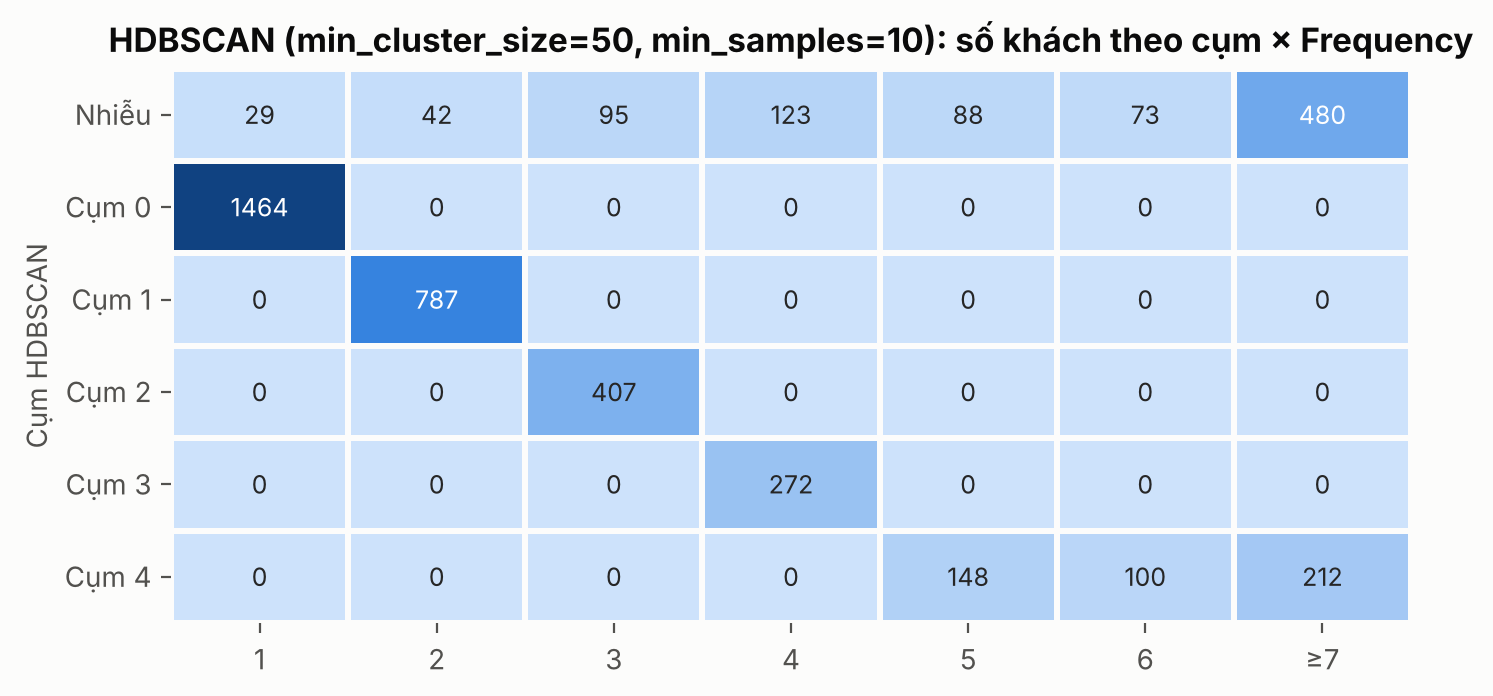 HDBSCAN (min_cluster_size=50, min_samples=10): số khách theo cụm × Frequency
Nhiễu 29 42 95 123 88 73 480
Cụm 0 1464 0 0 0 0 0 0
Cụm 1 0 787 0 0 0 0 0
Cụm 2 0 0 407 0 0 0 0
Cụm 3 0 0 0 272 0 0 0
Cụm 4 0 0 0 0 148 100 212
1 2 3 4 5 6 ≥7
Cụm HDBSCAN